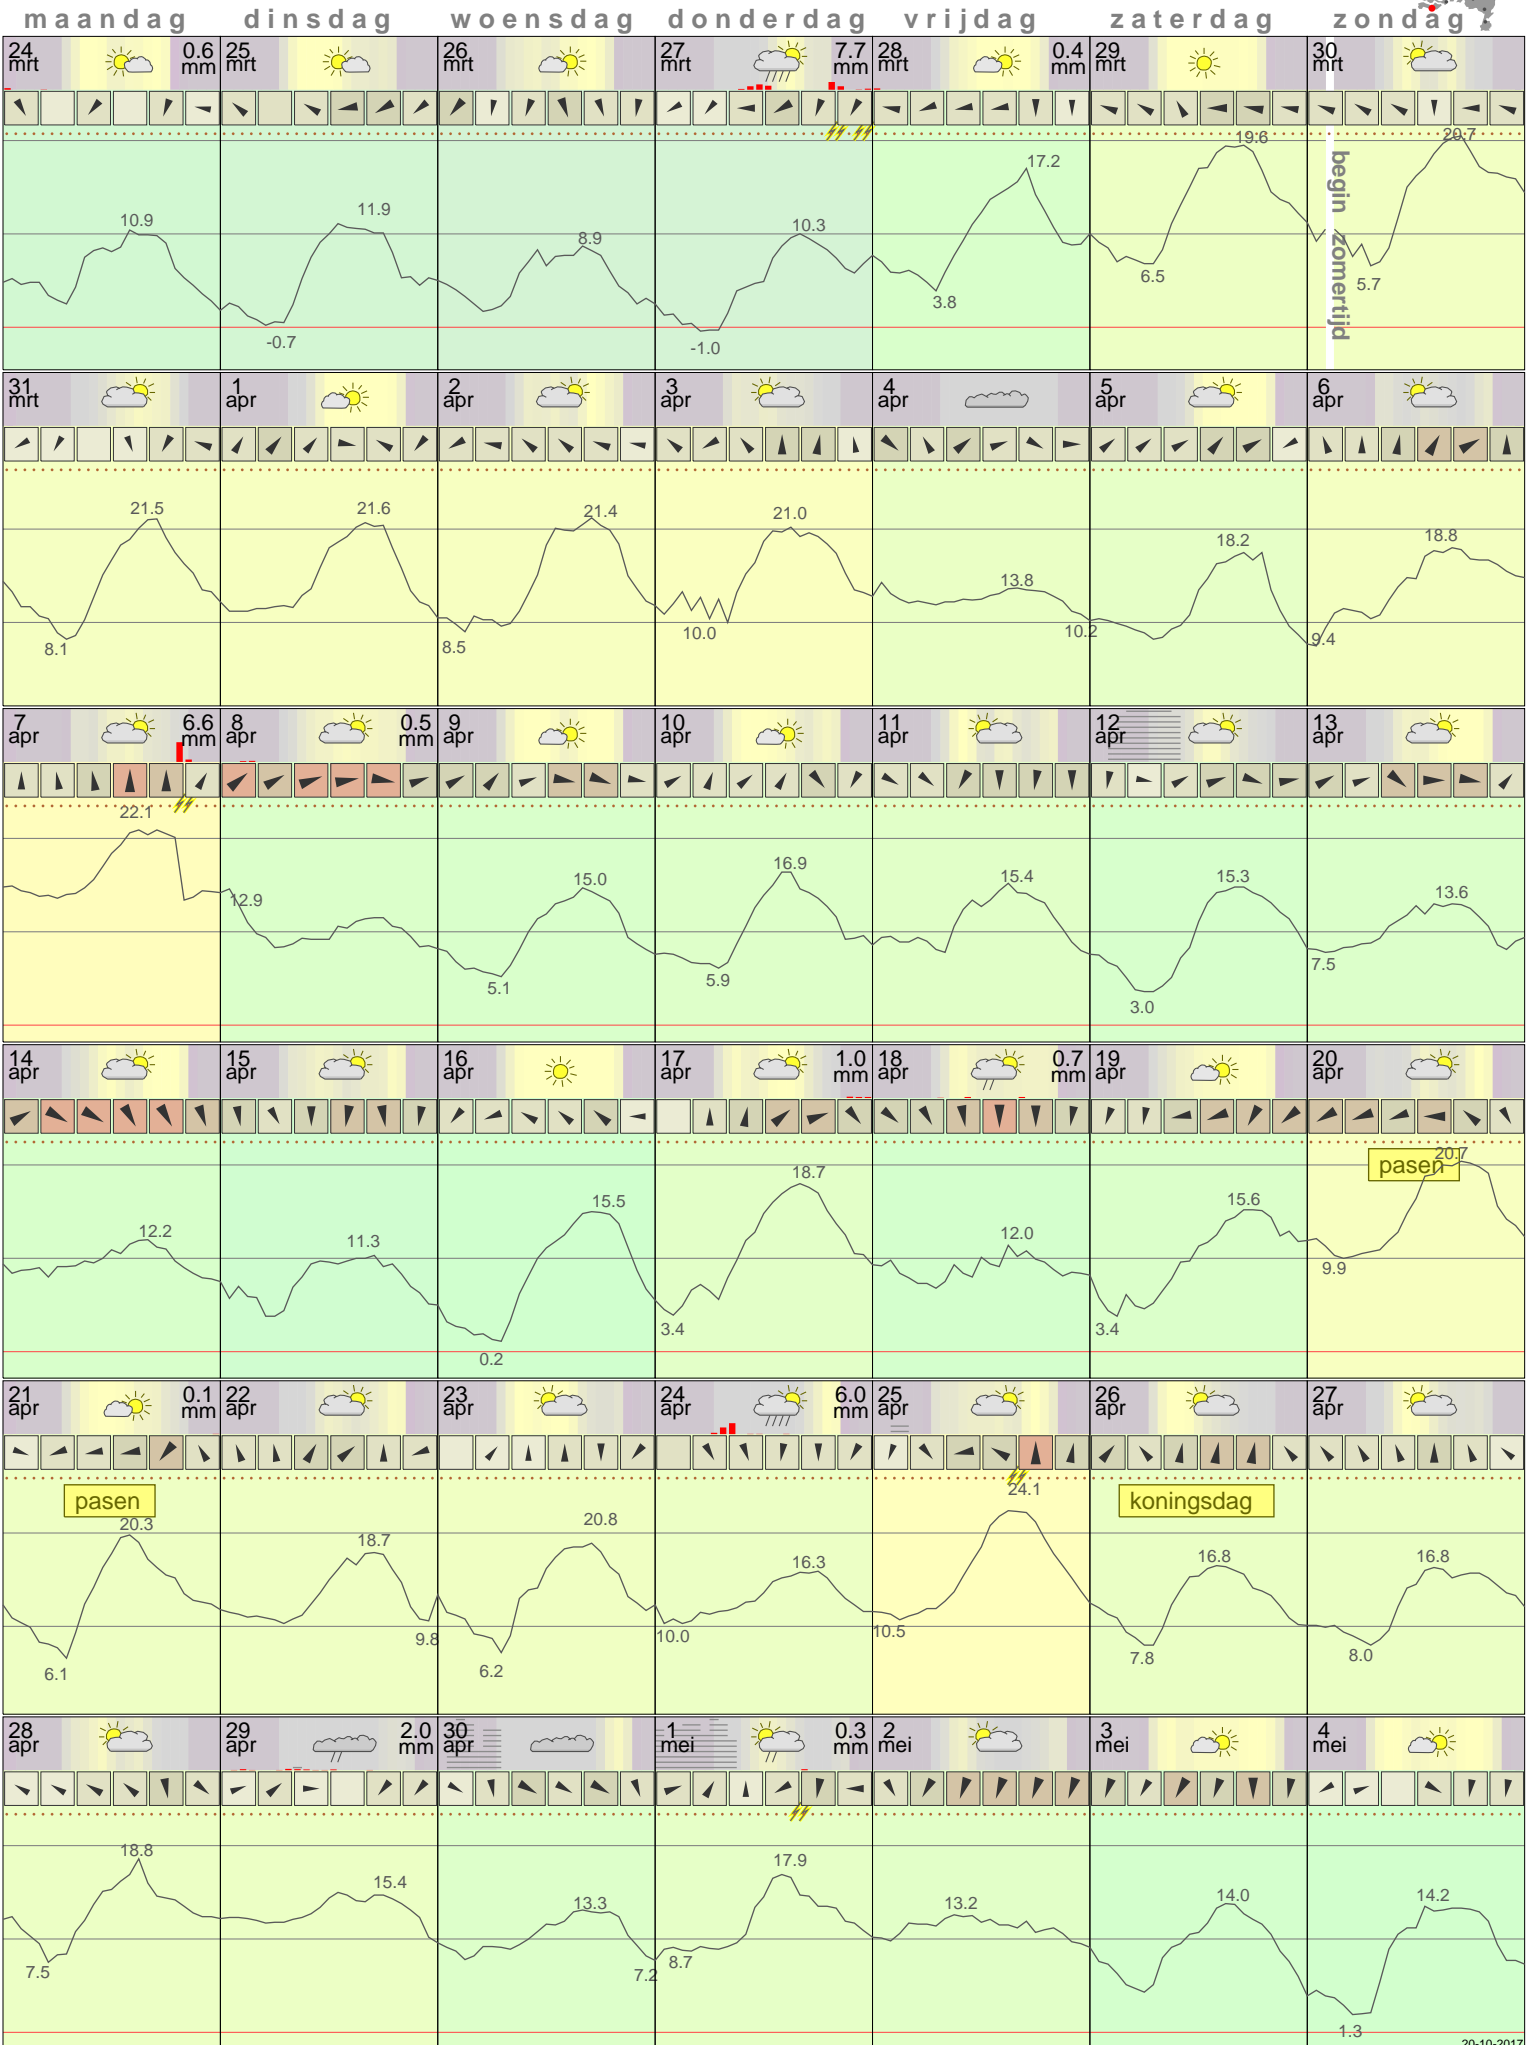 maandag dinsdag woensdag donderdag vrijdag zaterdag zondag
24 mrt 0.6 mm 25 mrt 26 mrt 27 mrt 7.7 mm 28 mrt 0.4 mm 29 mrt 30 mrt
19.6 20.7
begin zomertijd
17.2
10.9 11.9 8.9 10.3
6.5 5.7
3.8
-0.7 -1.0
31 mrt 1 apr 2 apr 3 apr 4 apr 5 apr 6 apr
21.5 21.6 21.4 21.0
18.2 18.8
13.8
8.1 8.5 10.0 10.2 9.4
7 apr 6.6 mm 8 apr 0.5 mm 9 apr 10 apr 11 apr 12 apr 13 apr
22.1
12.9 15.0 16.9 15.4 15.3 13.6
5.1 5.9 3.0 7.5
14 apr 15 apr 16 apr 17 apr 1.0 mm 18 apr 0.7 mm 19 apr 20 apr
pasen 20.7
12.2 11.3 15.5 18.7 12.0 15.6
9.9
0.2 3.4 3.4
21 apr 0.1 mm 22 apr 23 apr 24 apr 6.0 mm 25 apr 26 apr 27 apr
24.1
pasen koningsdag
20.3 18.7 20.8 16.3 16.8 16.8
6.1 9.8 6.2 10.0 10.5 7.8 8.0
28 apr 29 apr 2.0 mm 30 apr 1 mei 0.3 mm 2 mei 3 mei 4 mei
18.8 15.4 13.3 17.9 13.2 14.0 14.2
7.5 7.2 8.7
1.3
20-10-2017